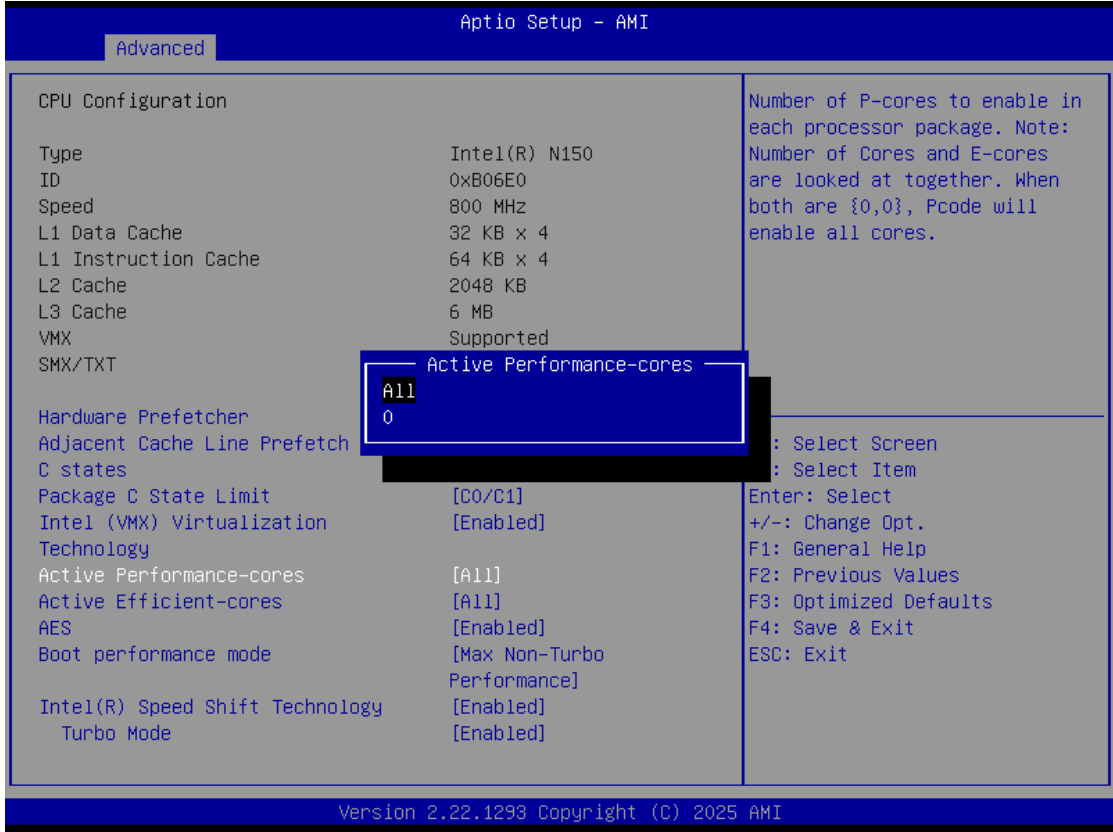 Aptio Setup – AMI
Advanced
CPU Configuration
Type Intel(R) N150
ID 0xB06E0
Speed 800 MHz
L1 Data Cache 32 KB x 4
L1 Instruction Cache 64 KB x 4
L2 Cache 2048 KB
L3 Cache 6 MB
VMX Supported
SMX/TXT
Hardware Prefetcher
Adjacent Cache Line Prefetch
C states
Package C State Limit [C0/C1]
Intel (VMX) Virtualization [Enabled]
Technology
Active Performance-cores [All]
Active Efficient-cores [All]
AES [Enabled]
Boot performance mode [Max Non-Turbo
Performance]
Intel(R) Speed Shift Technology [Enabled]
Turbo Mode [Enabled]
Active Performance-cores
All
0
Number of P-cores to enable in
each processor package. Note:
Number of Cores and E-cores
are looked at together. When
both are {0,0}, Pcode will
enable all cores.
: Select Screen
: Select Item
Enter: Select
+/-: Change Opt.
F1: General Help
F2: Previous Values
F3: Optimized Defaults
F4: Save & Exit
ESC: Exit
Version 2.22.1293 Copyright (C) 2025 AMI